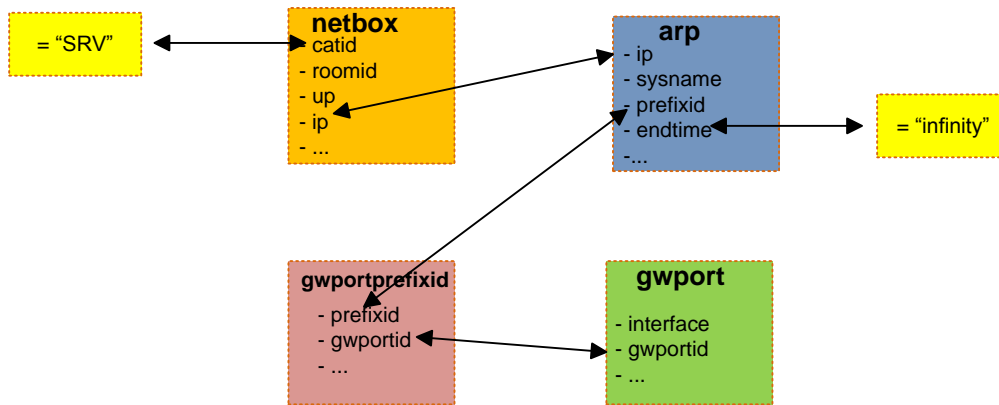 = “SRV”
netbox
- catid
- roomid
- up
- ip
- ...
arp
- ip
- sysname
- prefixid
- endtime
-...
= “infinity”
gwportprefixid
- prefixid
- gwportid
- ...
gwport
- interface
- gwportid
- ...